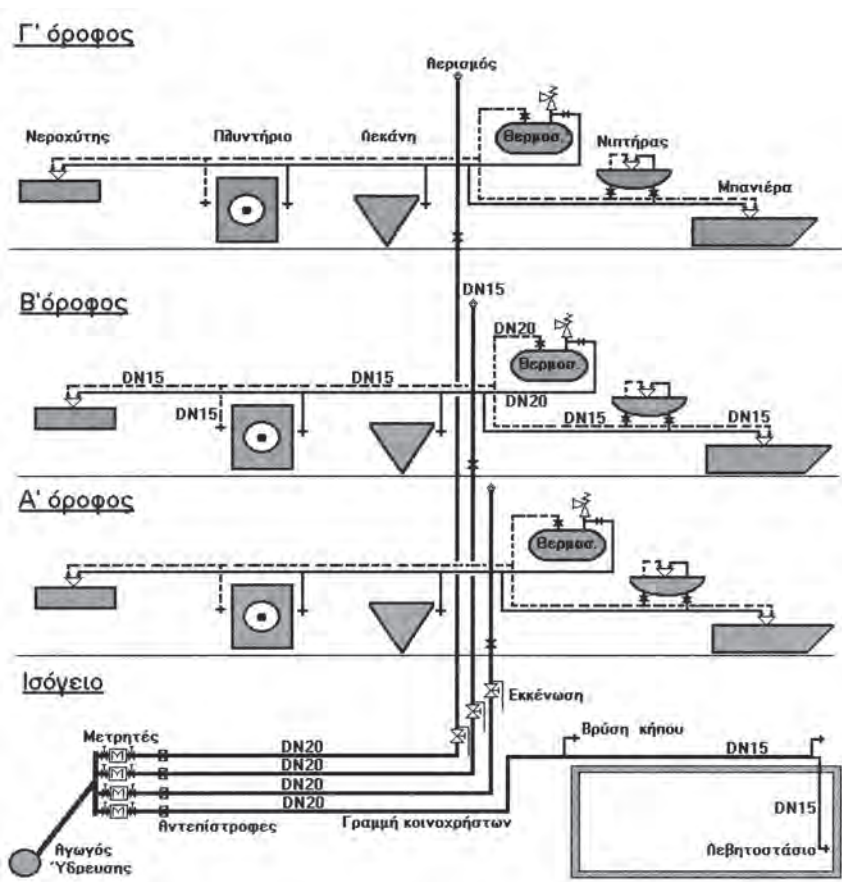 Γ' όροφος
Αερισμός
Νεροχύτης
Πλυντήριο
Λεκάνη
Θερμοσ.
Νιπτήρας
Μπανιέρα
DN15
Β'όροφος
DN20
Θερμοσ.
DN15
DN15
DN20
DN15
DN15
DN15
Α' όροφος
Θερμοσ.
Ισόγειο
Εκκένωση
Μετρητές
Βρύση κήπου
DN20
DN15
M
DN20
M
DN20
M
DN20
M
DN15
Αντεπίστροφες
Γραμμή κοινοχρήστων
Λεβητοστάσιο
Αγωγός
Ύδρευσης